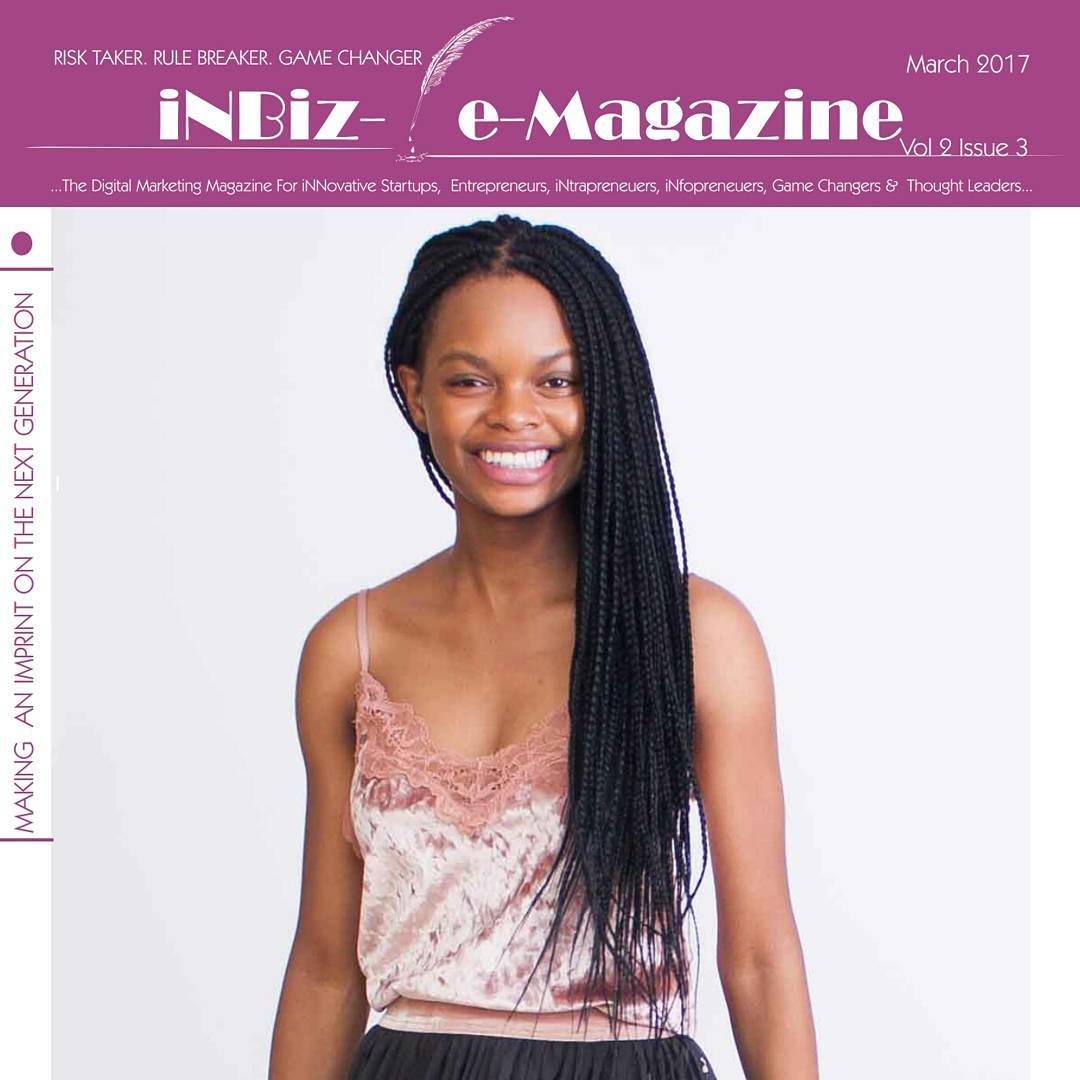 RISK TAKER. RULE BREAKER. GAME CHANGER
March 2017
iNBiz- e-Magazine
Vol 2 Issue 3
...The Digital Marketing Magazine For iNNovative Startups, Entrepreneurs, iNtrapreneuers, iNfopreneuers, Game Changers & Thought Leaders...
MAKING AN IMPRINT ON THE NEXT GENERATION